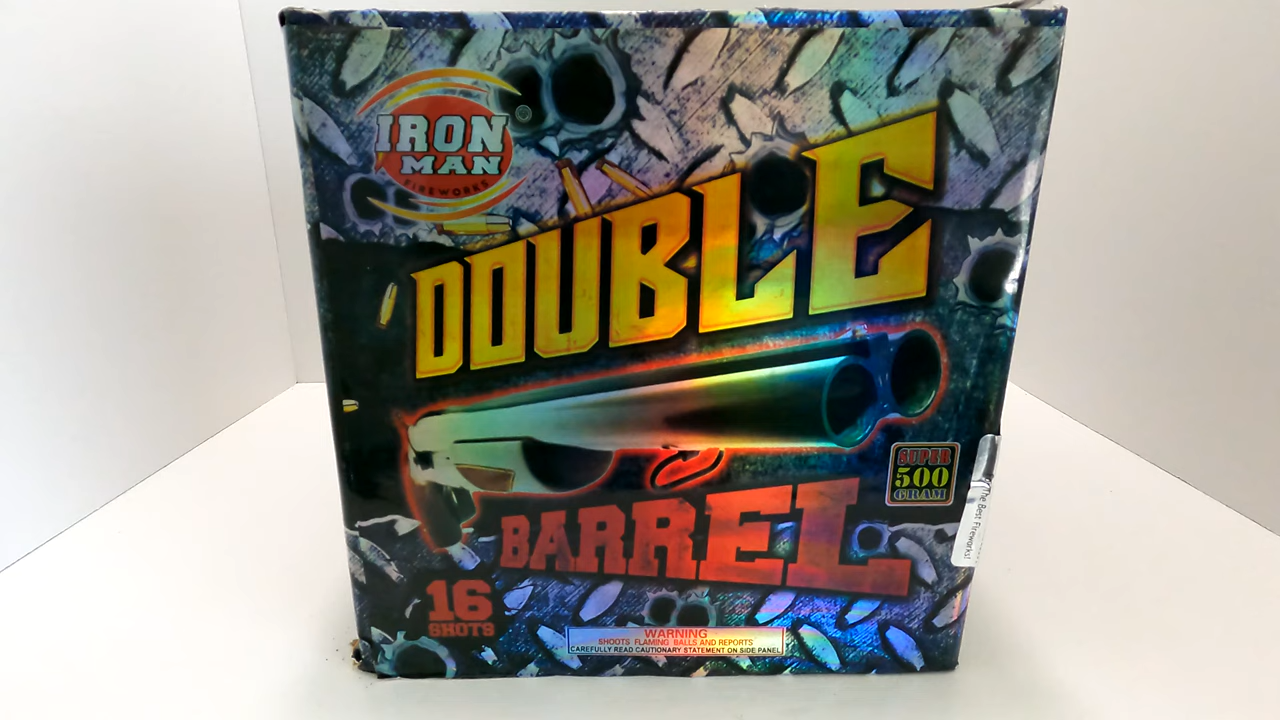 IRON
MAN
FIREWORKS
®
DOUBLE
BARREL
SUPER
500
GRAM
The Best Fireworks!
16
SHOTS
WARNING
SHOOTS FLAMING BALLS AND REPORTS
CAREFULLY READ CAUTIONARY STATEMENT ON SIDE PANEL